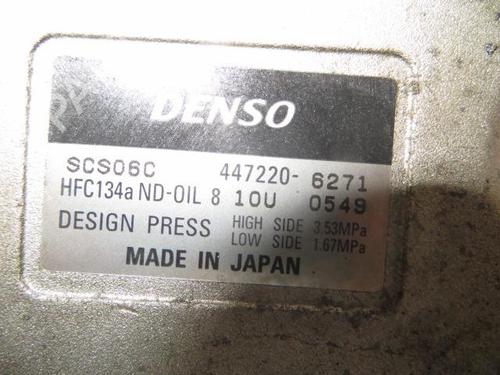 DENSO
SCS06C 447220- 6271
HFC134a ND-OIL 8 10U 0549
DESIGN PRESS HIGH SIDE 3.53MPa
LOW SIDE 1.67MPa
MADE IN JAPAN